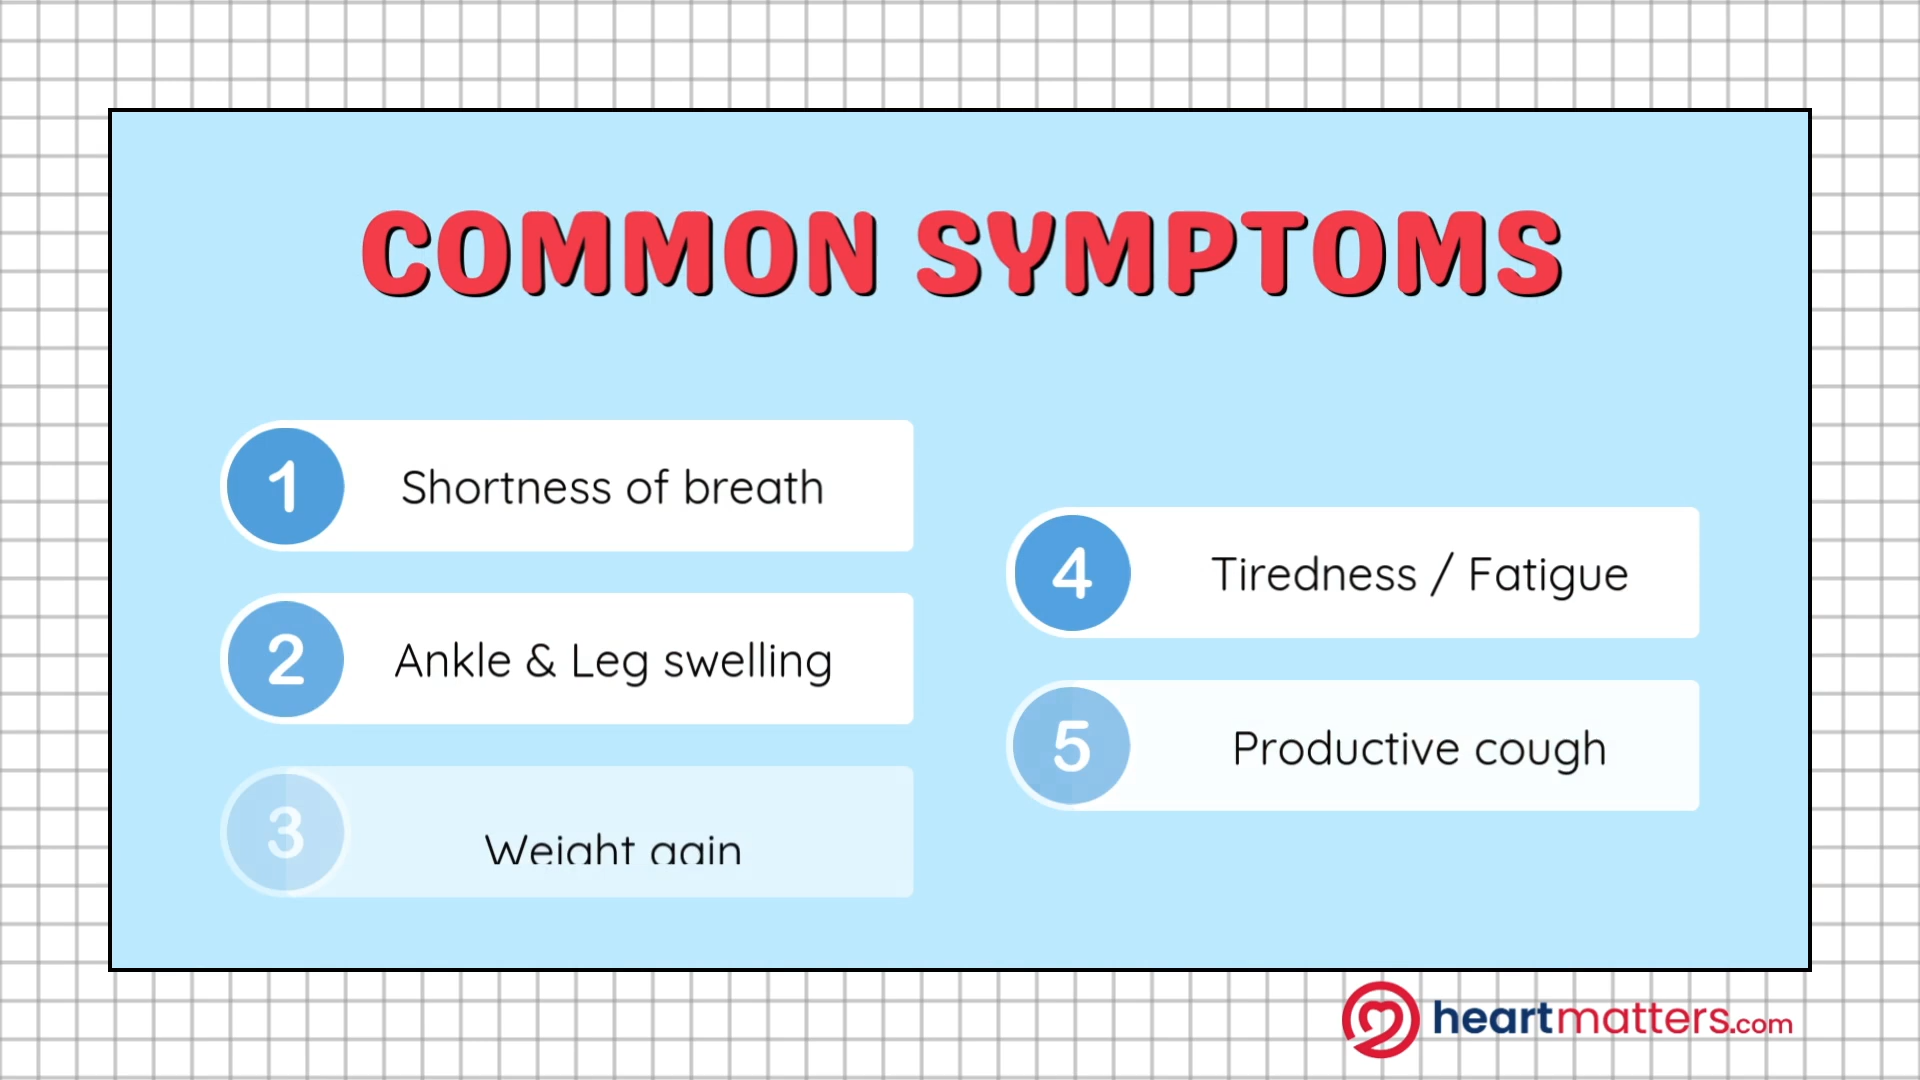 COMMON SYMPTOMS
1 Shortness of breath
2 Ankle & Leg swelling
3 Weight gain
4 Tiredness / Fatigue
5 Productive cough
heartmatters.com